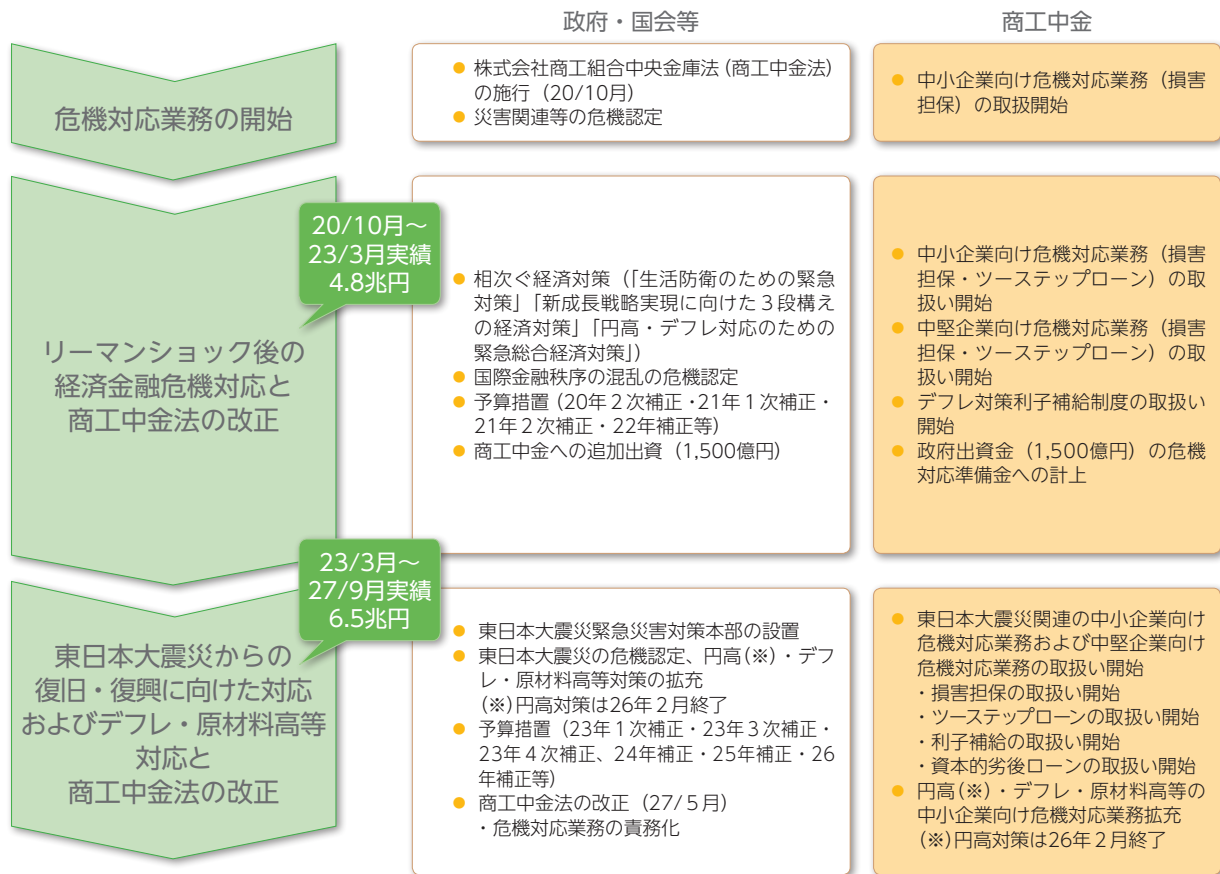 政府・国会等
商工中金
危機対応業務の開始
● 株式会社商工組合中央金庫法（商工中金法）
の施行（20/10月）
● 災害関連等の危機認定
● 中小企業向け危機対応業務（損害
担保）の取扱開始
20/10月～
23/3月実績
4.8兆円
リーマンショック後の
経済金融危機対応と
商工中金法の改正
● 相次ぐ経済対策（「生活防衛のための緊急
対策」「新成長戦略実現に向けた３段構え
の経済対策」「円高・デフレ対応のための
緊急総合経済対策」）
● 国際金融秩序の混乱の危機認定
● 予算措置（20年２次補正・21年１次補正・
21年２次補正・22年補正等）
● 商工中金への追加出資（1,500億円）
● 中小企業向け危機対応業務（損害
担保・ツーステップローン）の取
扱い開始
● 中堅企業向け危機対応業務（損害
担保・ツーステップローン）の取
扱い開始
● デフレ対策利子補給制度の取扱い
開始
● 政府出資金（1,500億円）の危機
対応準備金への計上
23/3月～
27/9月実績
6.5兆円
東日本大震災からの
復旧・復興に向けた対応
およびデフレ・原材料高等
対応と
商工中金法の改正
● 東日本大震災緊急災害対策本部の設置
● 東日本大震災の危機認定、円高(※)・デフ
レ・原材料高等対策の拡充
(※)円高対策は26年２月終了
● 予算措置（23年１次補正・23年３次補正・
23年４次補正、24年補正・25年補正・26
年補正等）
● 商工中金法の改正（27/５月）
・危機対応業務の責務化
● 東日本大震災関連の中小企業向け
危機対応業務および中堅企業向け
危機対応業務の取扱い開始
・損害担保の取扱い開始
・ツーステップローンの取扱い開始
・利子補給の取扱い開始
・資本的劣後ローンの取扱い開始
● 円高(※)・デフレ・原材料高等の
中小企業向け危機対応業務拡充
(※)円高対策は26年２月終了